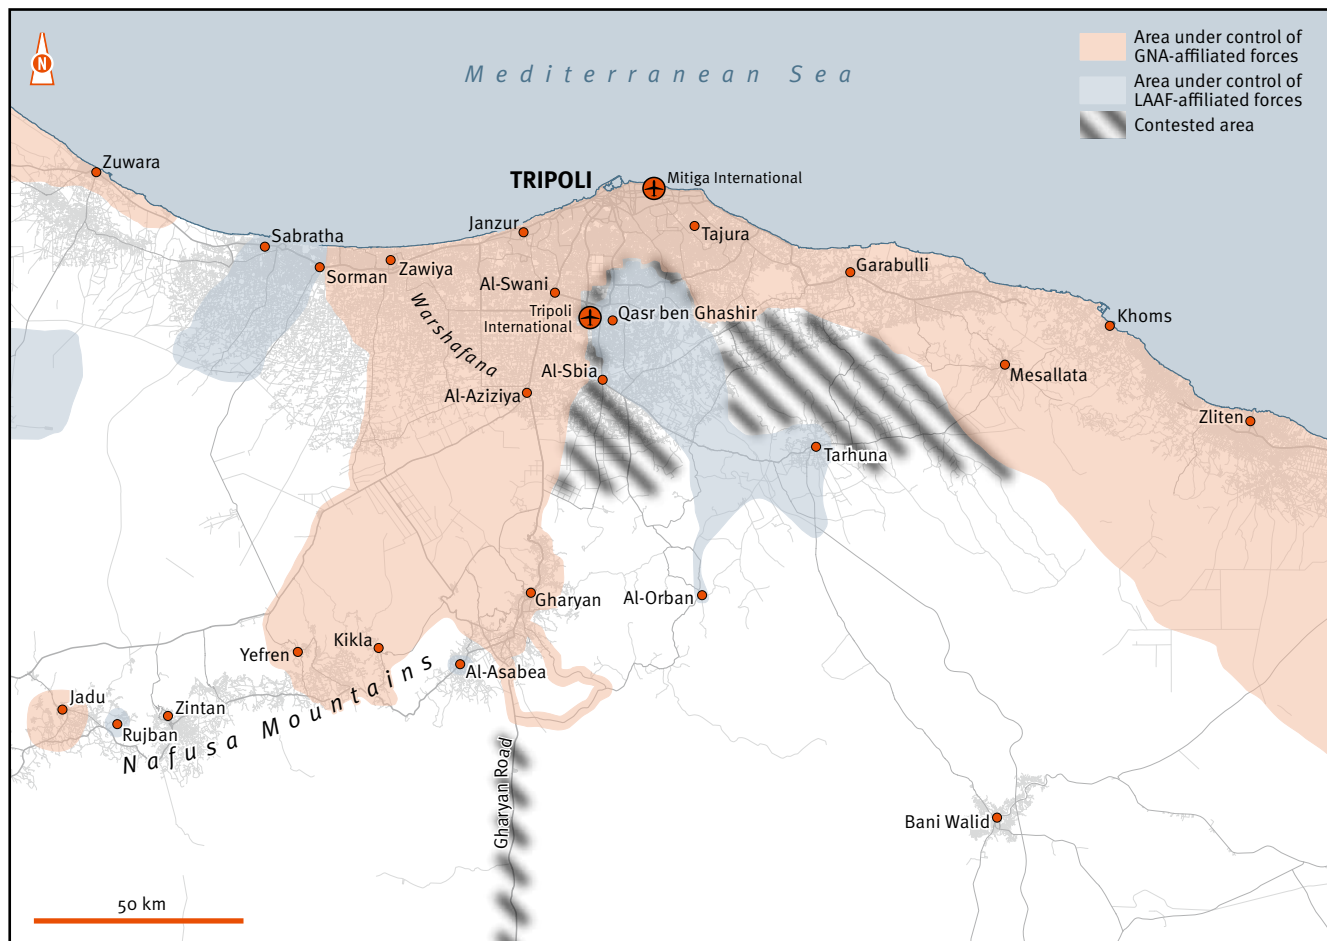 N
Mediterranean Sea
Area under control of
GNA-affiliated forces
Area under control of
LAAF-affiliated forces
Contested area
Zuwara
TRIPOLI
Mitiga International
Sabratha
Janzur
Tajura
Sorman
Zawiya
Garabulli
Al-Swani
Warshafana
Tripoli
International
Qasr ben Ghashir
Khoms
Al-Sbia
Mesallata
Al-Aziziya
Zliten
Tarhuna
Gharyan
Al-Orban
Yefren
Kikla
Al-Asabea
Jadu
Zintan
Rujban
Nafusa Mountains
Gharyan Road
Bani Walid
50 km